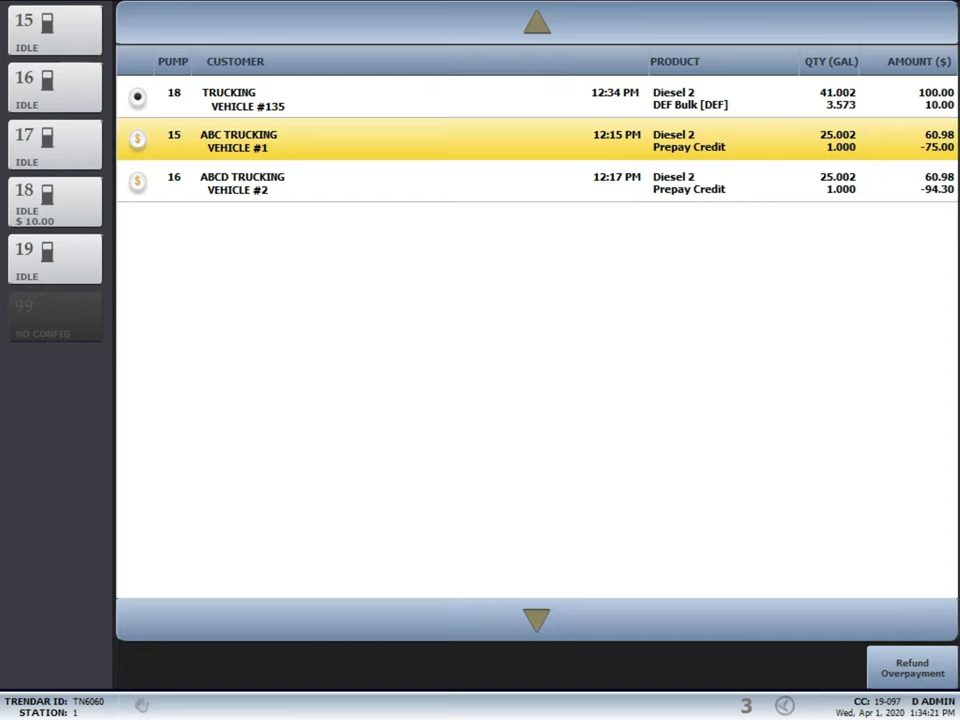 15
IDLE
16
IDLE
17
IDLE
18
IDLE
$ 10.00
19
IDLE
99
NO CONFIG
PUMP CUSTOMER PRODUCT QTY (GAL) AMOUNT ($)
18 TRUCKING 12:34 PM Diesel 2 41.002 100.00
VEHICLE #135 DEF Bulk [DEF] 3.573 10.00
$ 15 ABC TRUCKING 12:15 PM Diesel 2 25.002 60.98
VEHICLE #1 Prepay Credit 1.000 -75.00
$ 16 ABCD TRUCKING 12:17 PM Diesel 2 25.002 60.98
VEHICLE #2 Prepay Credit 1.000 -94.30
Refund
Overpayment
TRENDAR ID: TN6060
STATION: 1
3
CC: 19-097 D ADMIN
Wed, Apr 1, 2020 1:34:21 PM